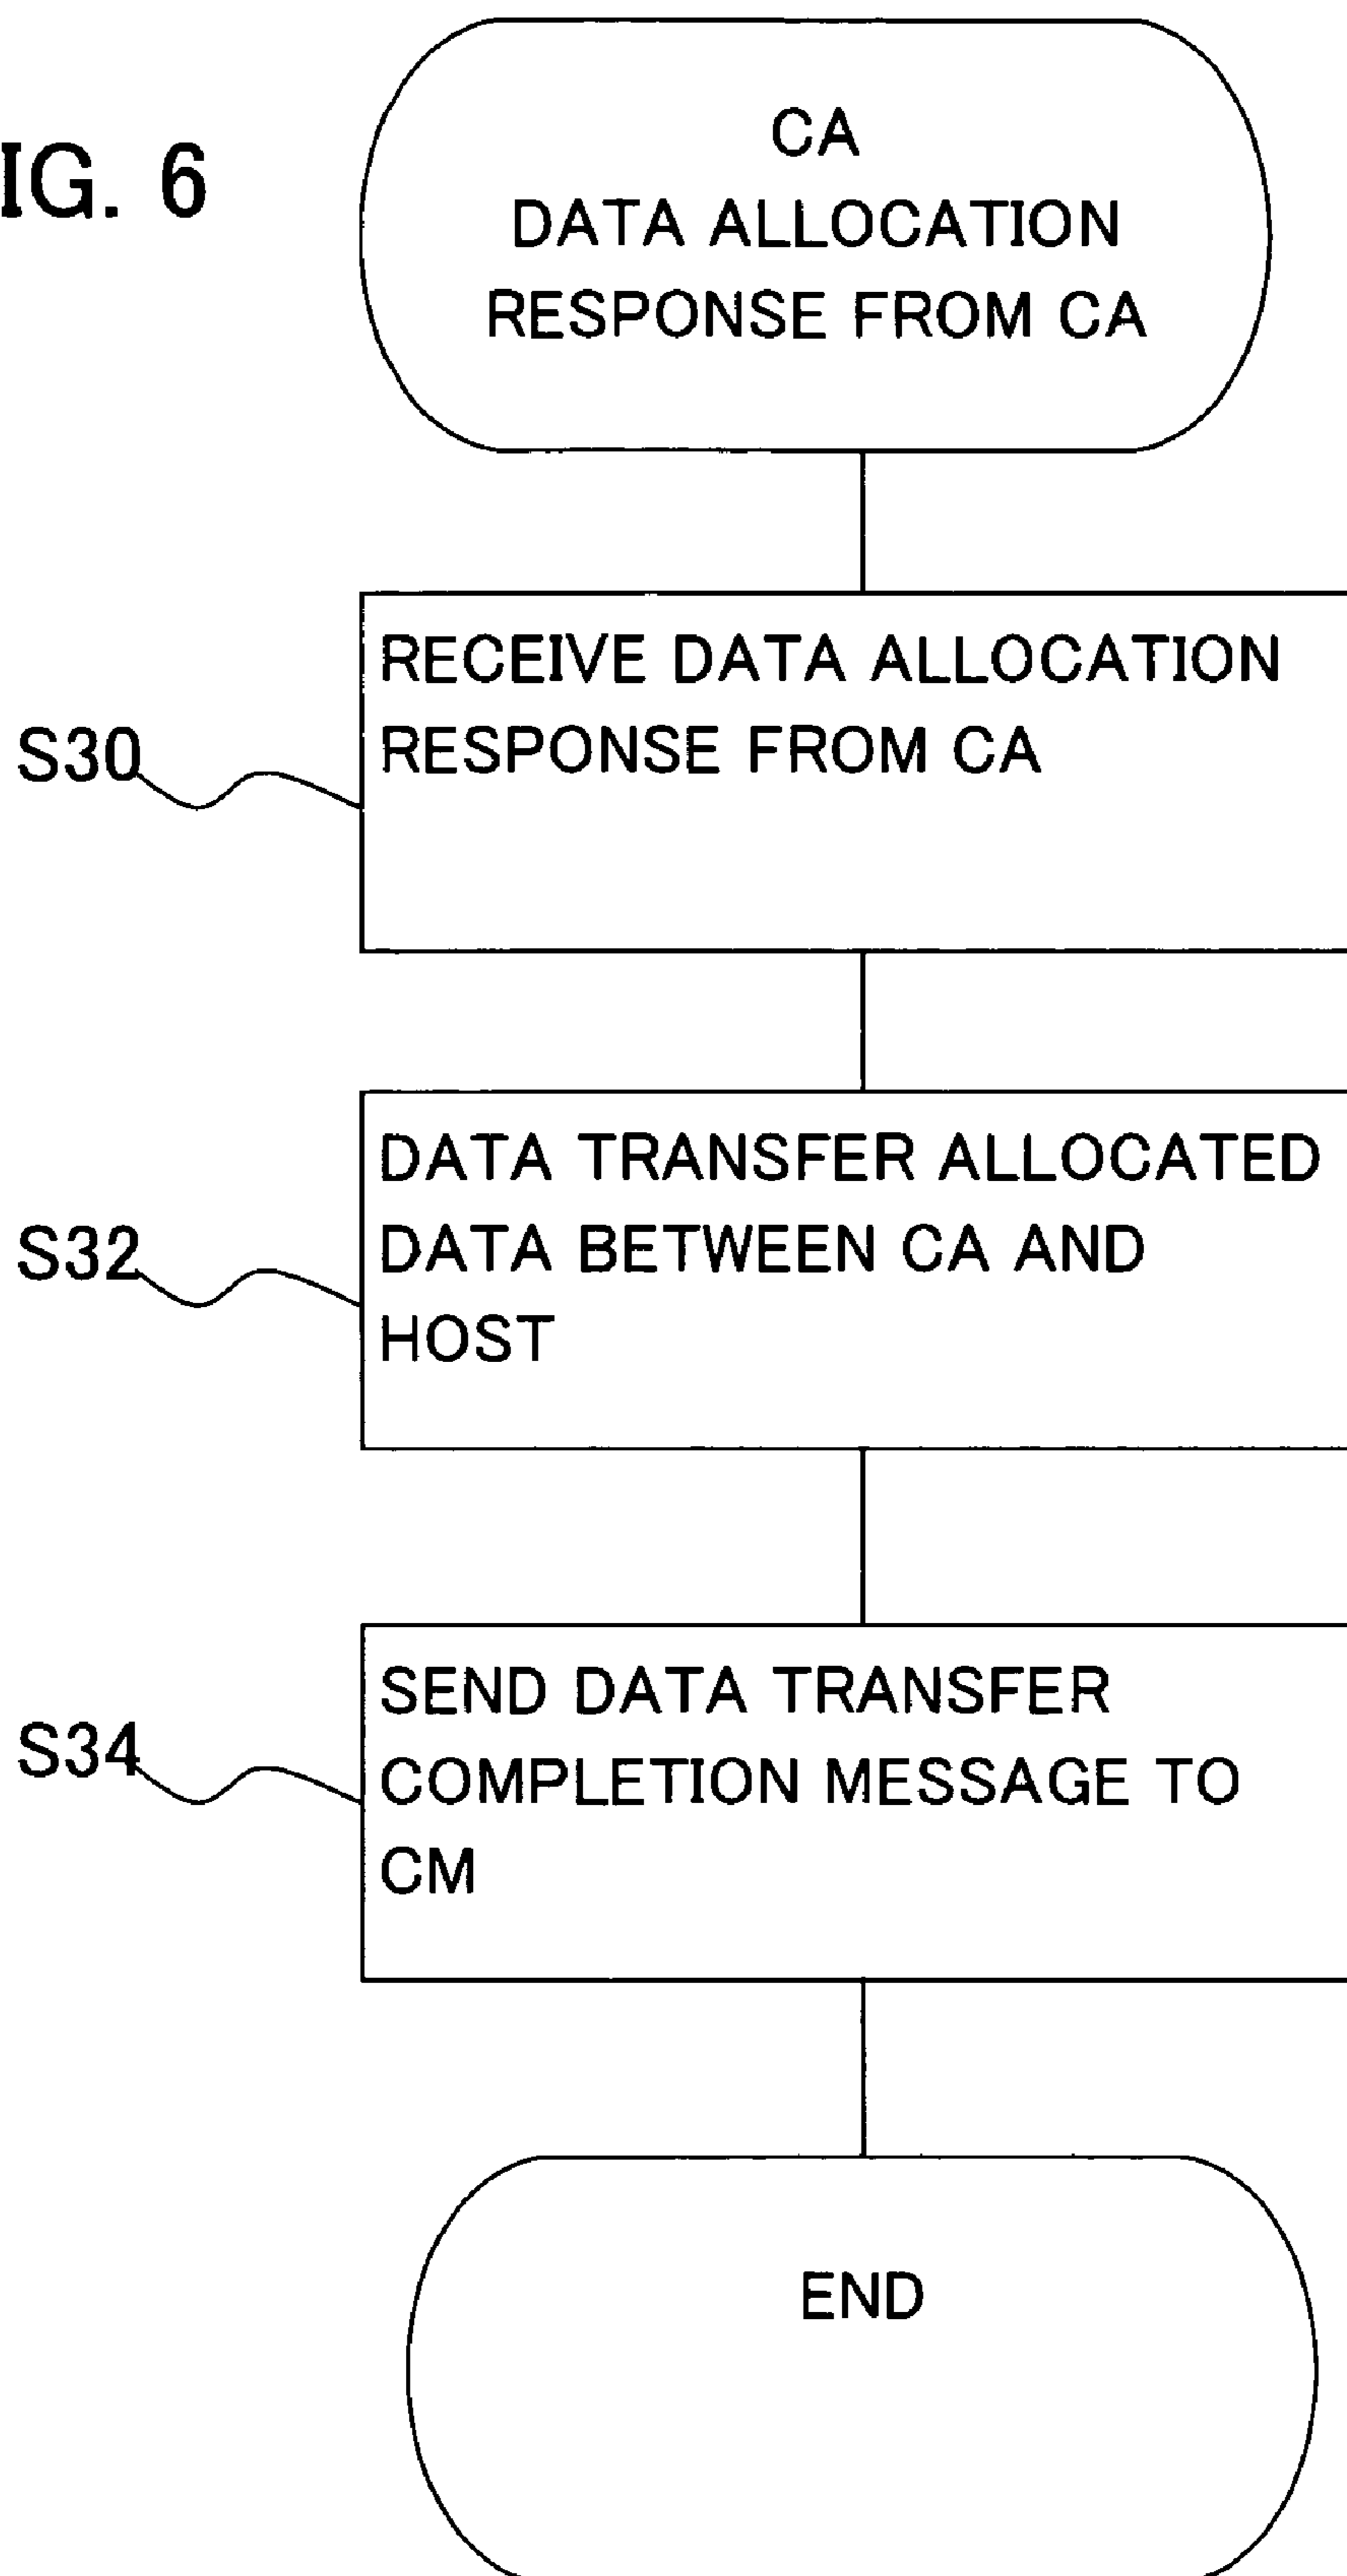 IG. 6
CA
DATA ALLOCATION
RESPONSE FROM CA
S30
RECEIVE DATA ALLOCATION
RESPONSE FROM CA
S32
DATA TRANSFER ALLOCATED
DATA BETWEEN CA AND
HOST
S34
SEND DATA TRANSFER
COMPLETION MESSAGE TO
CM
END